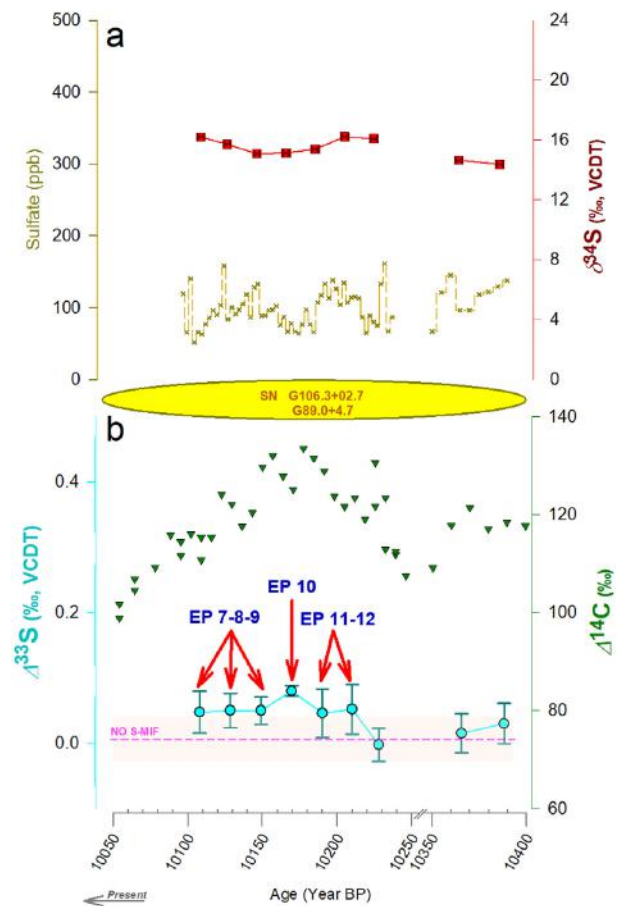 a
500
400
300
200
100
0
Sulfate (ppb)
24
20
16
12
8
4
0
δ34S (‰, VCDT)
SN G106.3+02.7
G89.0+4.7
b
0.4
0.2
0.0
Δ33S (‰, VCDT)
140
120
100
80
60
Δ14C (‰)
EP 10
EP 7-8-9
EP 11-12
NO S-MIF
10050
10100
10150
10200
10250
10350
10400
Present
Age (Year BP)